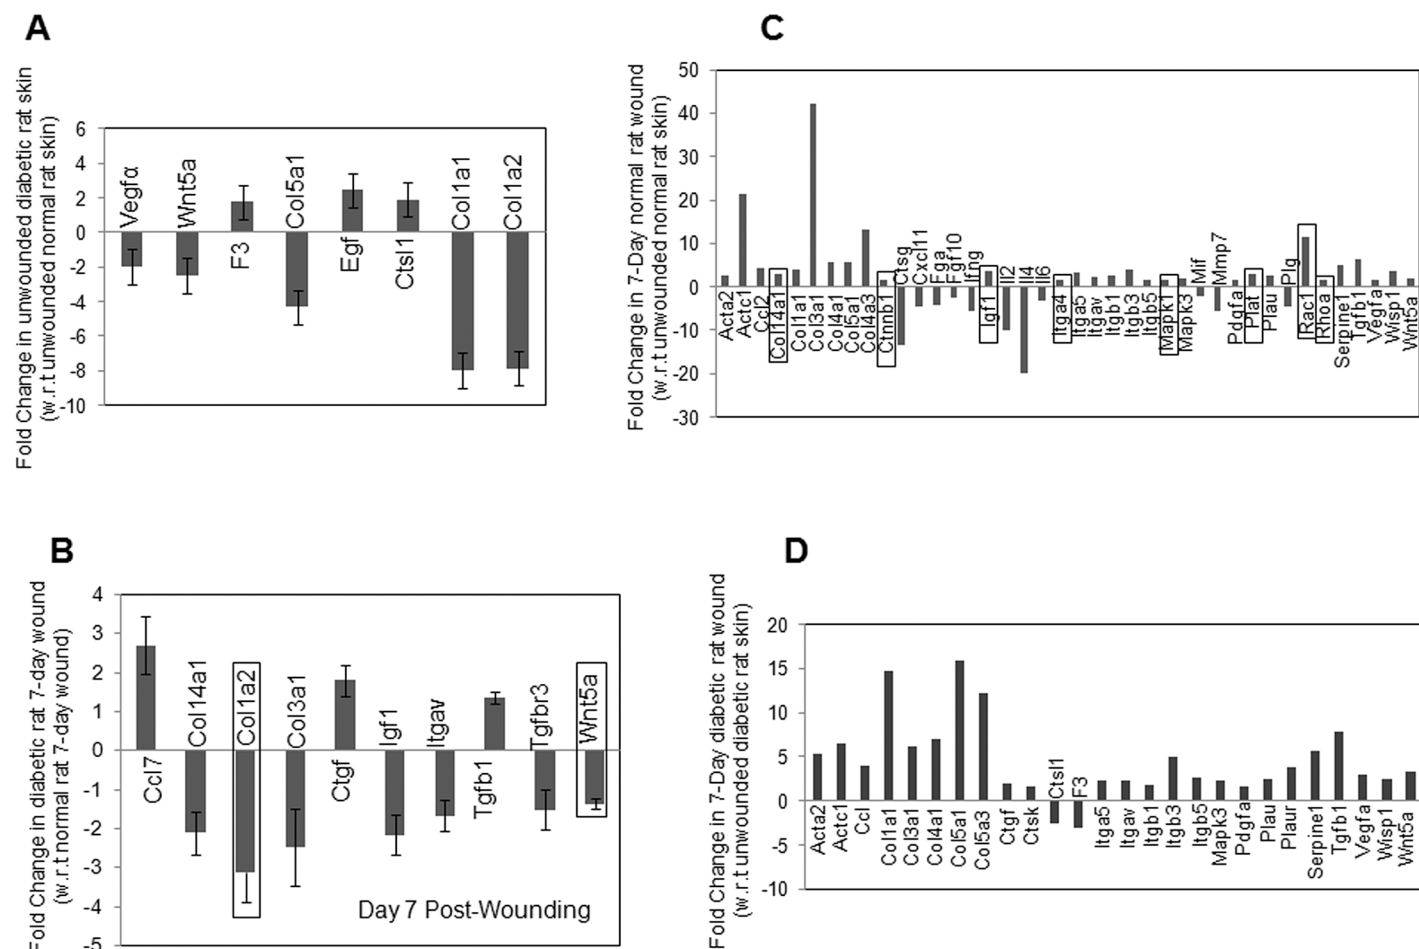 A
Fold Change in unwounded diabetic rat skin
(w.r.t unwounded normal rat skin)
6
4
2
0
-2
-4
-6
-8
-10
Vegfα
Wnt5a
F3
Col5a1
Egf
Ctsl1
Col1a1
Col1a2
C
Fold Change in 7-Day normal rat wound
(w.r.t unwounded normal rat skin)
50
40
30
20
10
0
-10
-20
-30
Acta2
Actc1
Ccl2
Col14a1
Col1a1
Col3a1
Col4a1
Col5a1
Col4a3
Ctnnb1
Ctsg
Cxcl11
Fga
Fgf10
Ifng
Igf1
Il2
Il4
Il6
Itga4
Itga5
Itgav
Itgb1
Itgb3
Itgb5
Mapk1
Mapk3
Mif
Mmp7
Pdgfa
Plat
Plau
Plg
Rac1
Rhoa
Serpine1
Tgfb1
Vegfa
Wisp1
Wnt5a
B
Fold Change in diabetic rat 7-day wound
(w.r.t normal rat 7-day wound)
4
3
2
1
0
-1
-2
-3
-4
-5
Ccl7
Col14a1
Col1a2
Col3a1
Ctgf
Igf1
Itgav
Tgfb1
Tgfbr3
Wnt5a
Day 7 Post-Wounding
D
Fold Change in 7-Day diabetic rat wound
(w.r.t unwounded diabetic rat skin)
20
15
10
5
0
-5
-10
Acta2
Actc1
Ccl
Col1a1
Col3a1
Col4a1
Col5a1
Col5a3
Ctgf
Ctsk
Ctsl1
F3
Itga5
Itgav
Itgb1
Itgb3
Itgb5
Mapk3
Pdgfa
Plau
Plaur
Serpine1
Tgfb1
Vegfa
Wisp1
Wnt5a